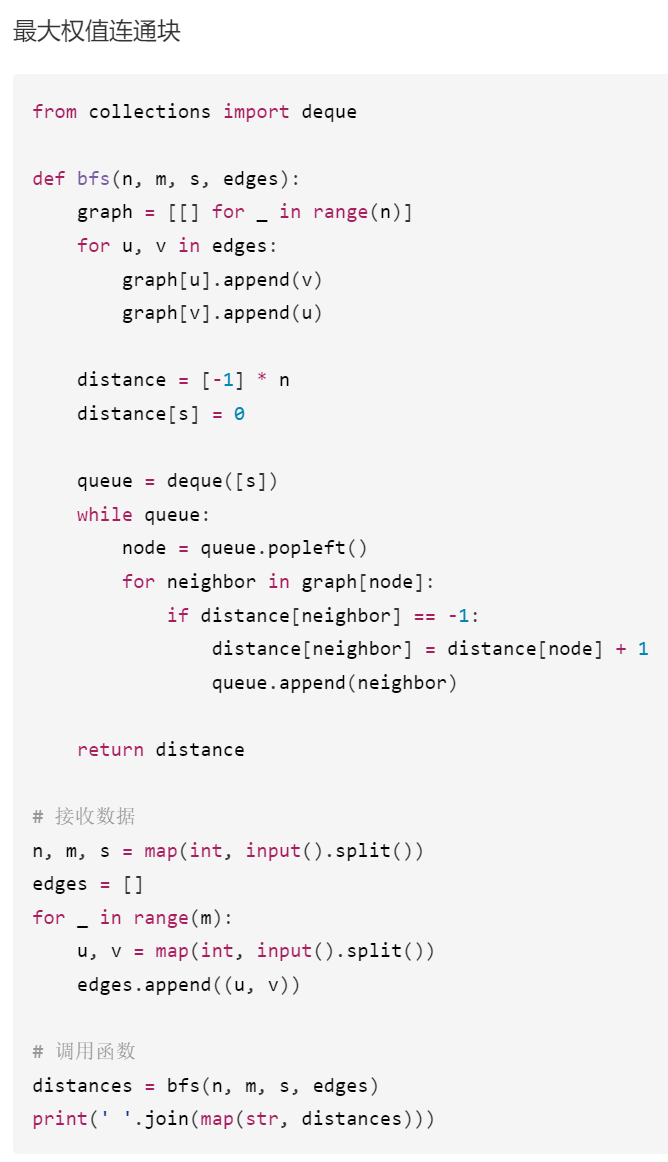 最大权值连通块
from collections import deque
def bfs(n, m, s, edges):
    graph = [[] for _ in range(n)]
    for u, v in edges:
        graph[u].append(v)
        graph[v].append(u)
    distance = [-1] * n
    distance[s] = 0
    queue = deque([s])
    while queue:
        node = queue.popleft()
        for neighbor in graph[node]:
            if distance[neighbor] == -1:
                distance[neighbor] = distance[node] + 1
                queue.append(neighbor)
    return distance
# 接收数据
n, m, s = map(int, input().split())
edges = []
for _ in range(m):
    u, v = map(int, input().split())
    edges.append((u, v))
# 调用函数
distances = bfs(n, m, s, edges)
print(' '.join(map(str, distances)))